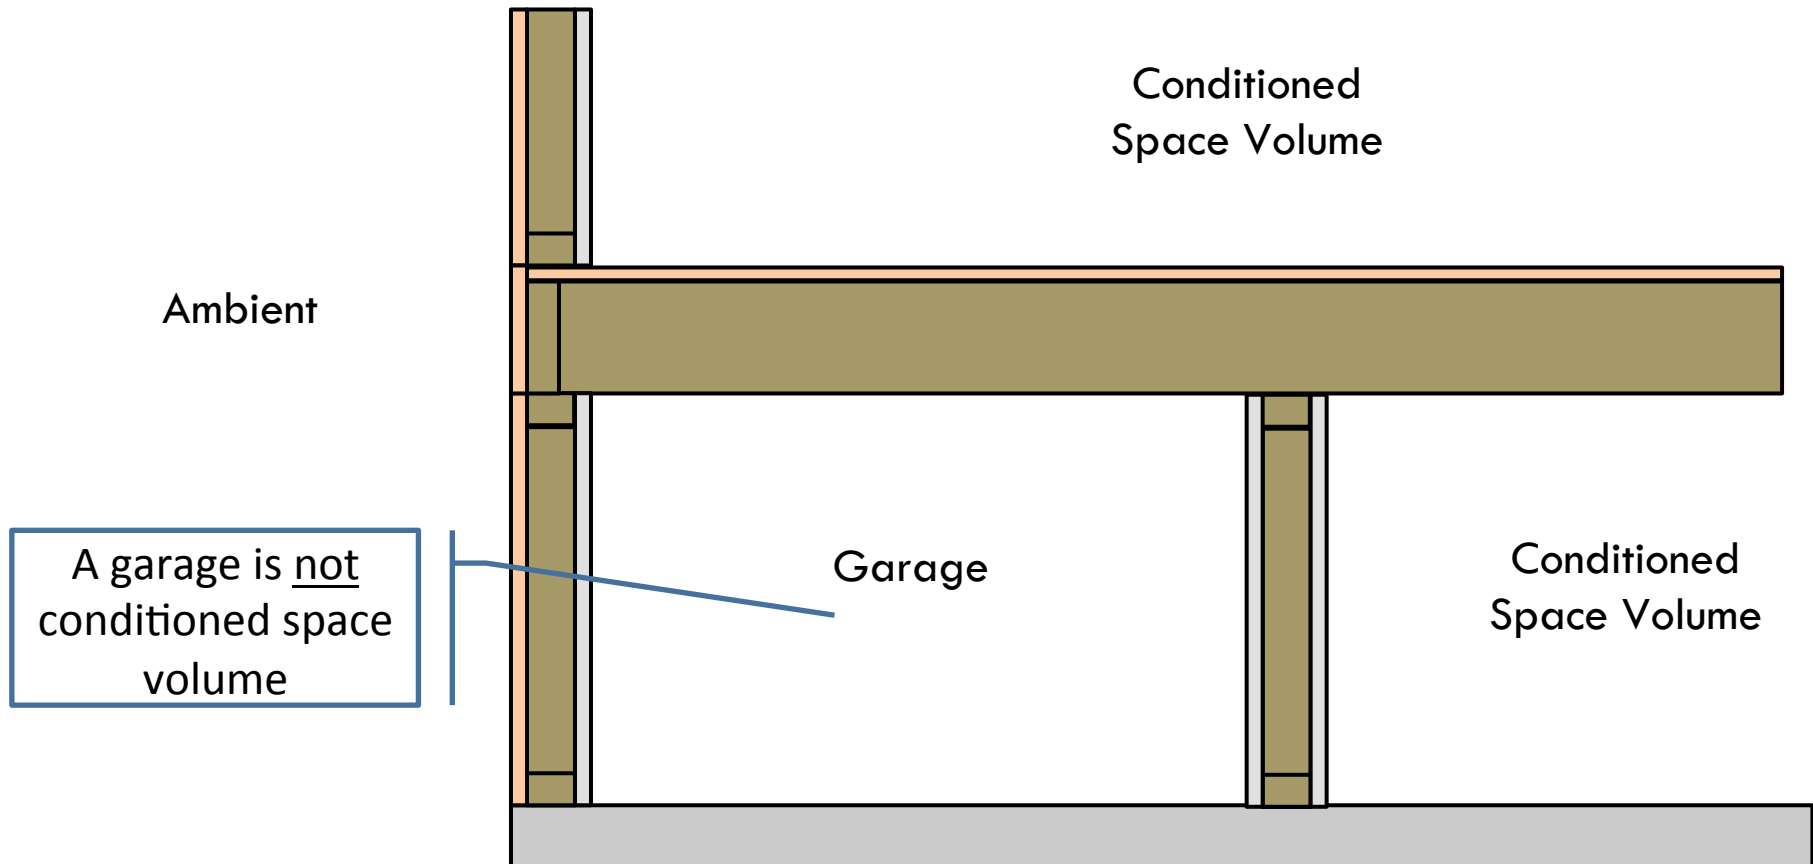 Conditioned
Space Volume
Ambient
A garage is not
conditioned space
volume
Garage
Conditioned
Space Volume